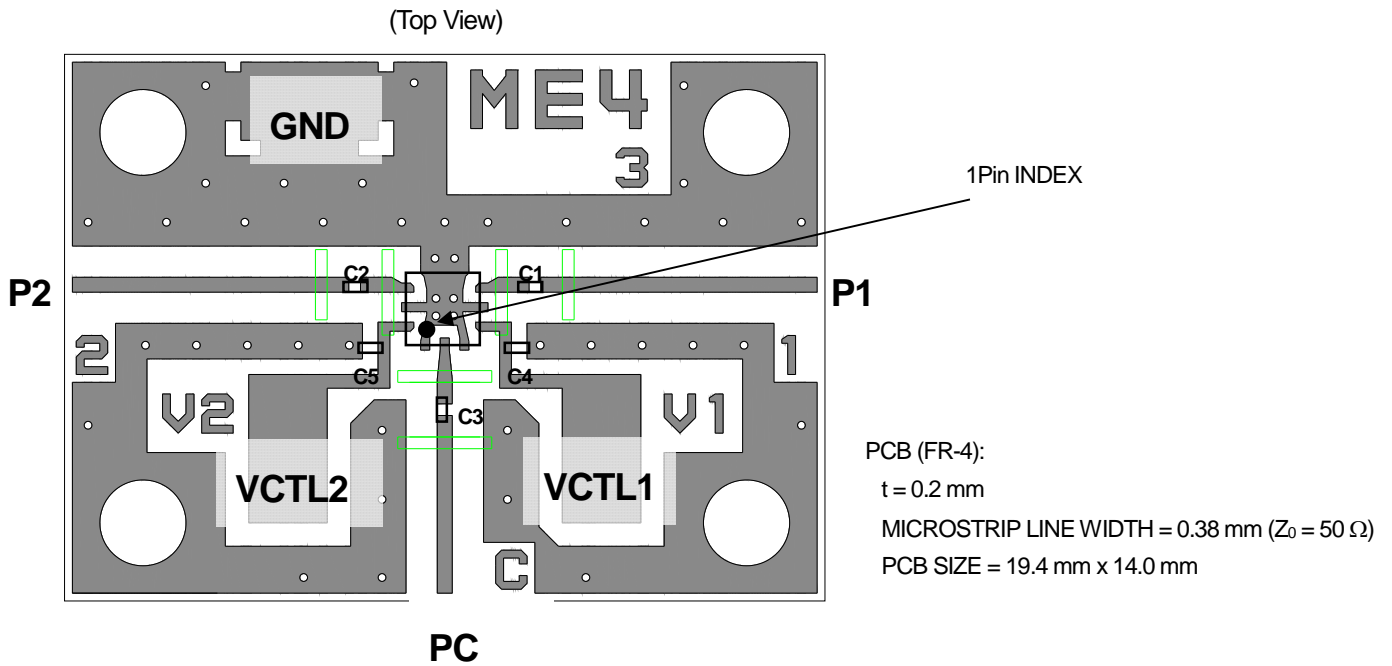 (Top View)
GND
ME4
3
1Pin INDEX
C2
C1
P2
P1
2
1
C5
C4
V2
C3
V1
PCB (FR-4):
VCTL2
VCTL1
t = 0.2 mm
MICROSTRIP LINE WIDTH = 0.38 mm (Z₀ = 50 Ω)
C
PCB SIZE = 19.4 mm x 14.0 mm
PC